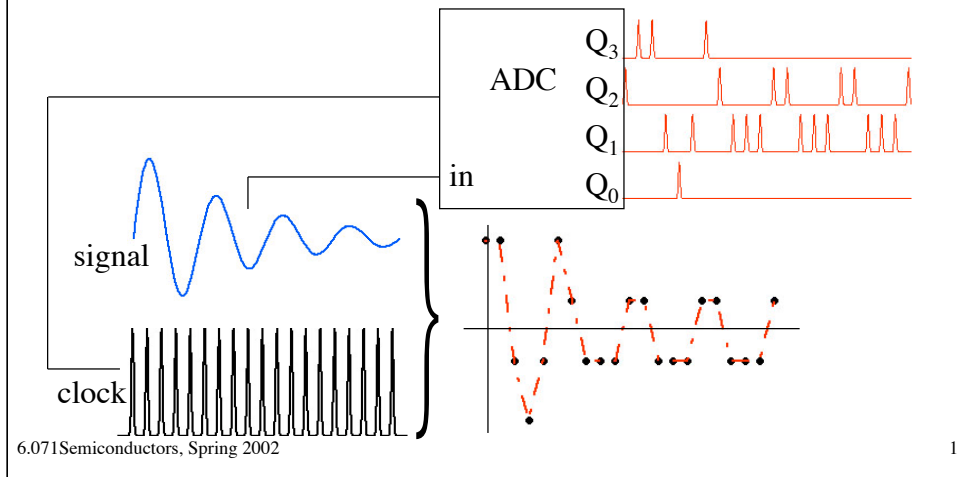 Q3
ADC
Q2
Q1
in
Q0
signal
clock
6.071Semiconductors, Spring 2002
1